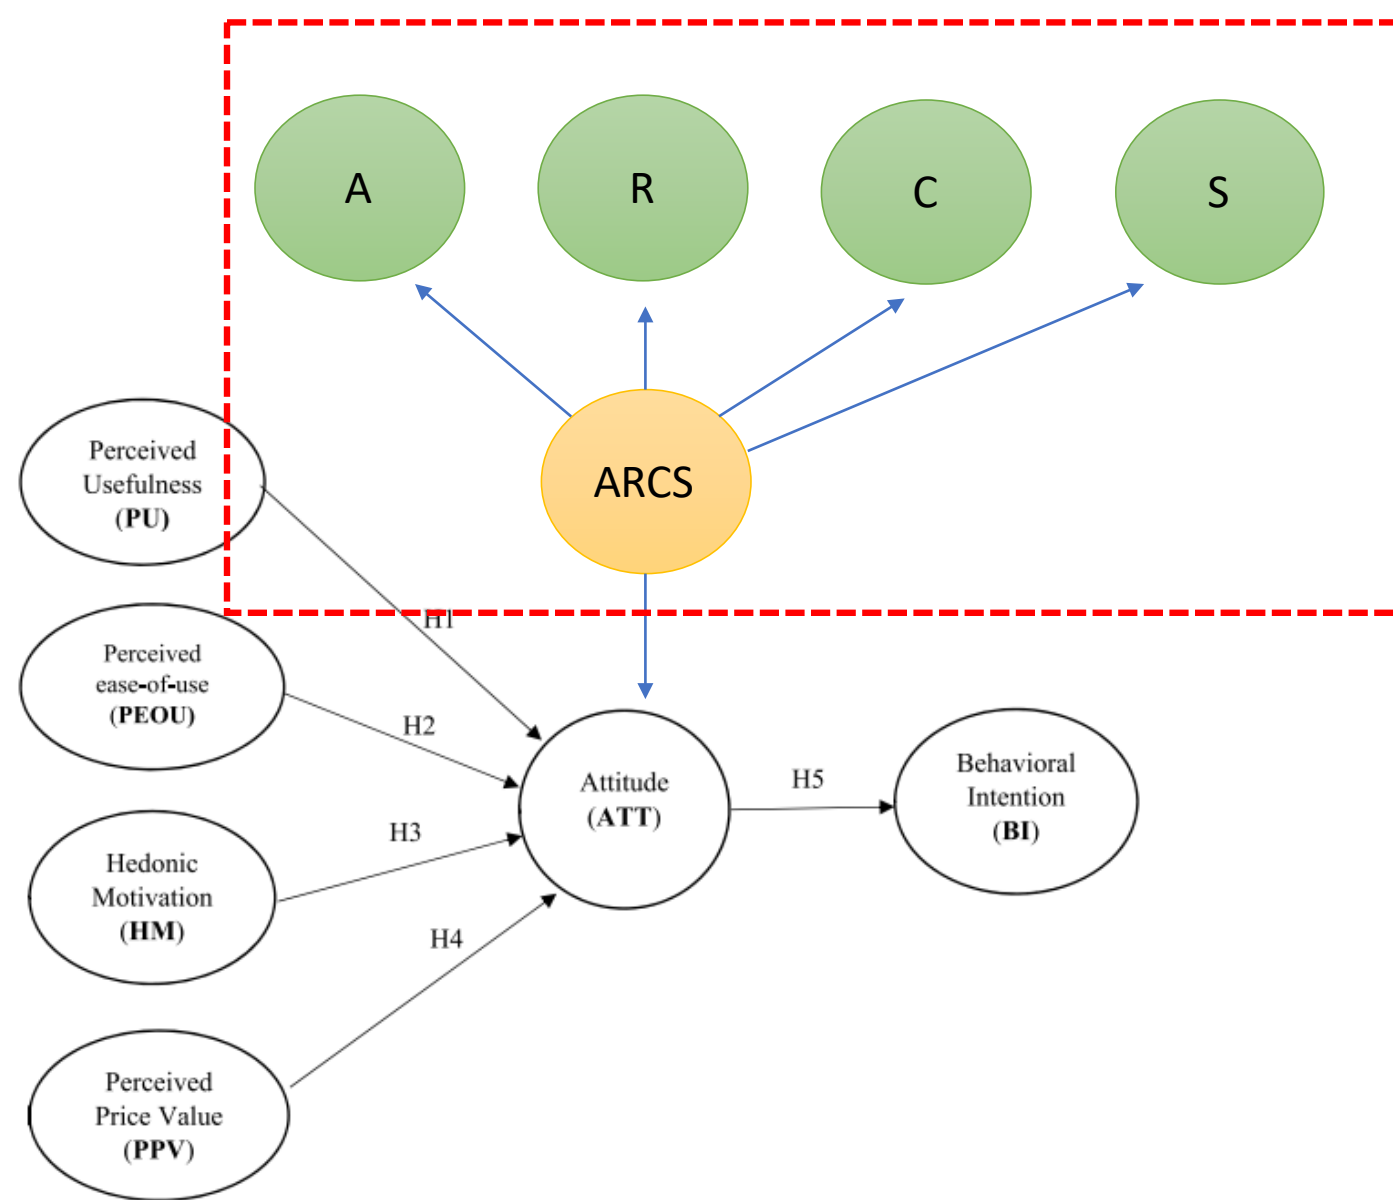 A
R
C
S
ARCS
Perceived
Usefulness
(PU)
H1
Perceived
ease-of-use
(PEOU)
H2
Attitude
(ATT)
H5
Behavioral
Intention
(BI)
H3
Hedonic
Motivation
(HM)
H4
Perceived
Price Value
(PPV)